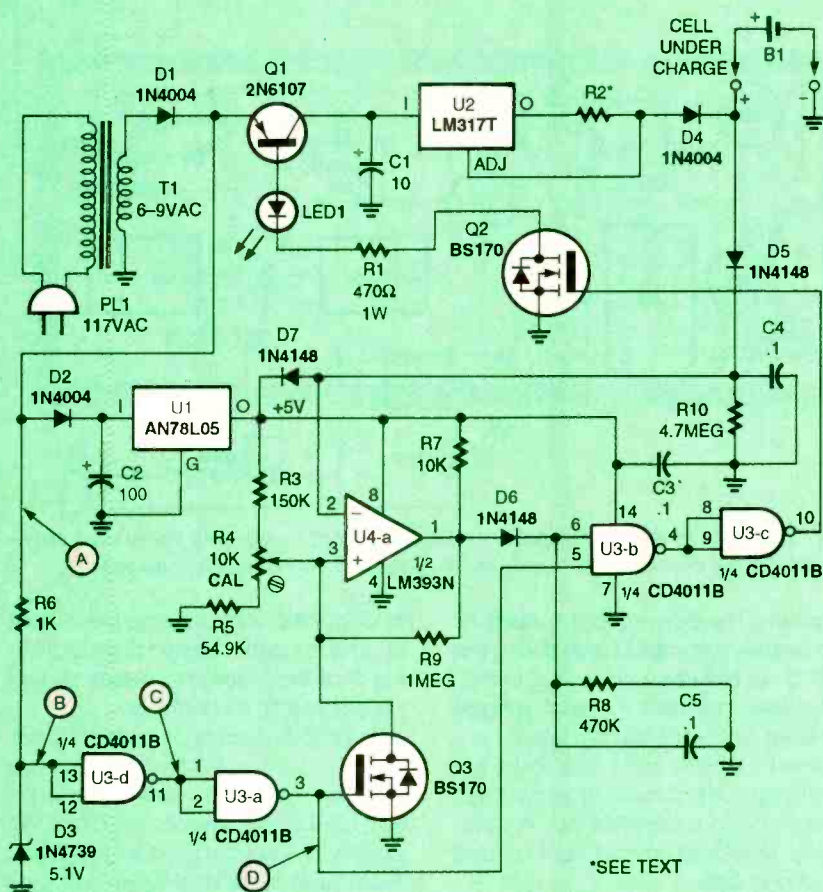 CELL
UNDER
CHARGE
+
B1
+
−
D1
1N4004
Q1
2N6107
I
U2
LM317T
O
ADJ
R2*
D4
1N4004
+
C1
10
T1
6–9VAC
LED1
Q2
BS170
R1
470Ω
1W
D5
1N4148
PL1
117VAC
D7
1N4148
C4
.1
D2
1N4004
I
U1
AN78L05
O
G
+5V
R7
10K
R10
4.7MEG
+
C2
100
R3
150K
C3
.1
D6
1N4148
2
−
8
U4-a
1
3
+
4
1/2
LM393N
14
6
5
U3-b
4
7
1/4 CD4011B
8
9
U3-c
10
1/4 CD4011B
A
R4
10K
CAL
R6
1K
R5
54.9K
R9
1MEG
R8
470K
C5
.1
B
C
1/4 CD4011B
13
12
U3-d
11
1
2
U3-a
3
1/4 CD4011B
Q3
BS170
D3
1N4739
5.1V
D
*SEE TEXT